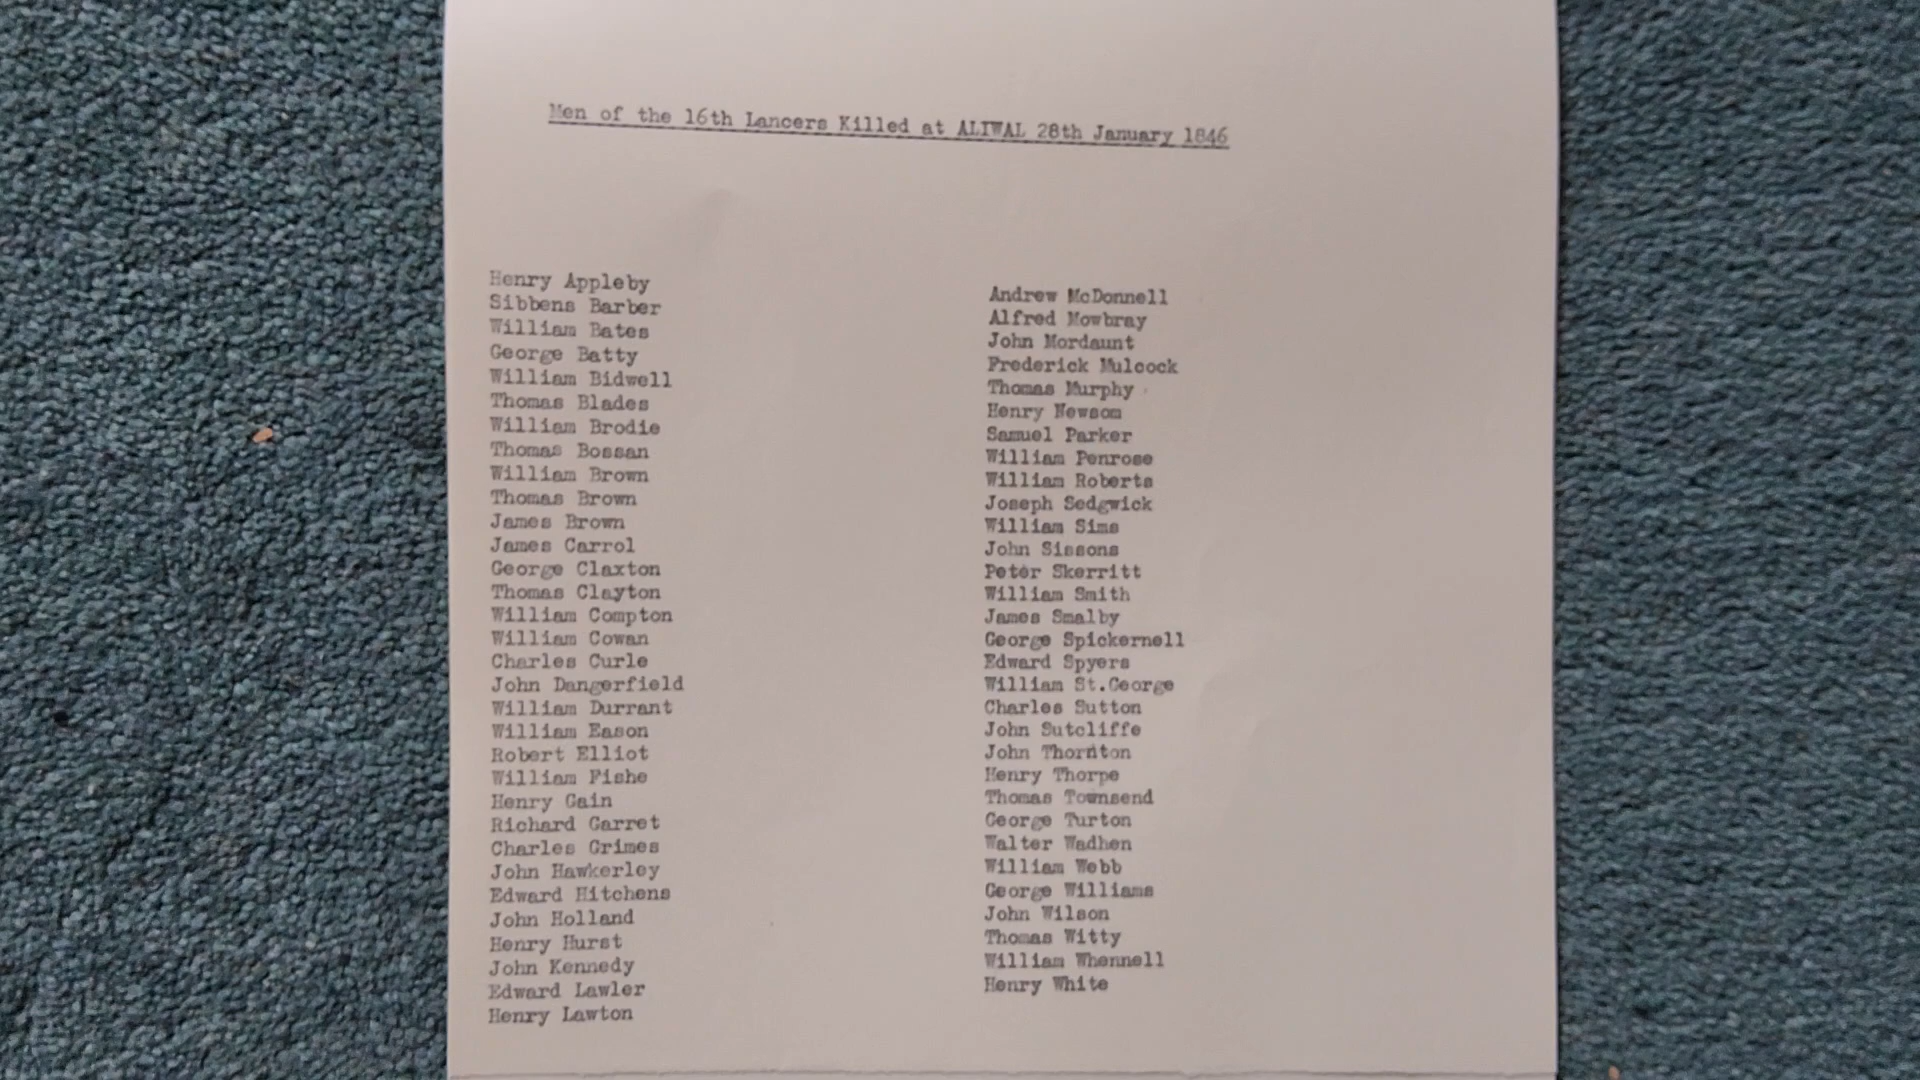 Men of the 16th Lancers Killed at ALIWAL 28th January 1846
Henry Appleby
Sibbens Barber
William Bates
George Batty
William Bidwell
Thomas Blades
William Brodie
Thomas Bossan
William Brown
Thomas Brown
James Brown
James Carrol
George Claxton
Thomas Clayton
William Compton
William Cowan
Charles Curle
John Dangerfield
William Durrant
William Eason
Robert Elliot
William Fishe
Henry Gain
Richard Garret
Charles Grimes
John Hawkerley
Edward Hitchens
John Holland
Henry Hurst
John Kennedy
Edward Lawler
Henry Lawton
Andrew McDonnell
Alfred Mowbray
John Mordaunt
Frederick Mulcock
Thomas Murphy
Henry Newsom
Samuel Parker
William Penrose
William Roberts
Joseph Sedgwick
William Sims
John Sissons
Peter Skerritt
William Smith
James Smalby
George Spickernell
Edward Spyers
William St.George
Charles Sutton
John Sutcliffe
John Thornton
Henry Thorpe
Thomas Townsend
George Turton
Walter Wadhen
William Webb
George Williams
John Wilson
Thomas Witty
William Whennell
Henry White